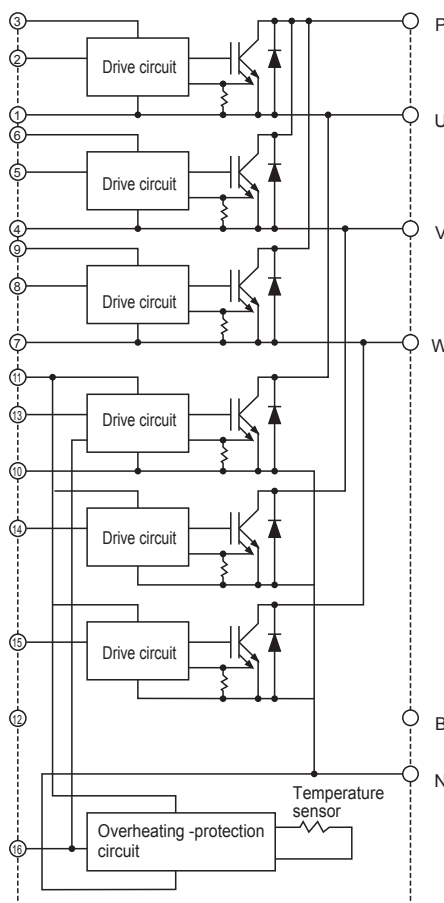 3
P
2
Drive circuit
1
U
6
5
Drive circuit
4
V
9
8
Drive circuit
7
W
11
13
Drive circuit
10
14
Drive circuit
15
Drive circuit
12
B
N
Temperature
sensor
Overheating -protection
circuit
16